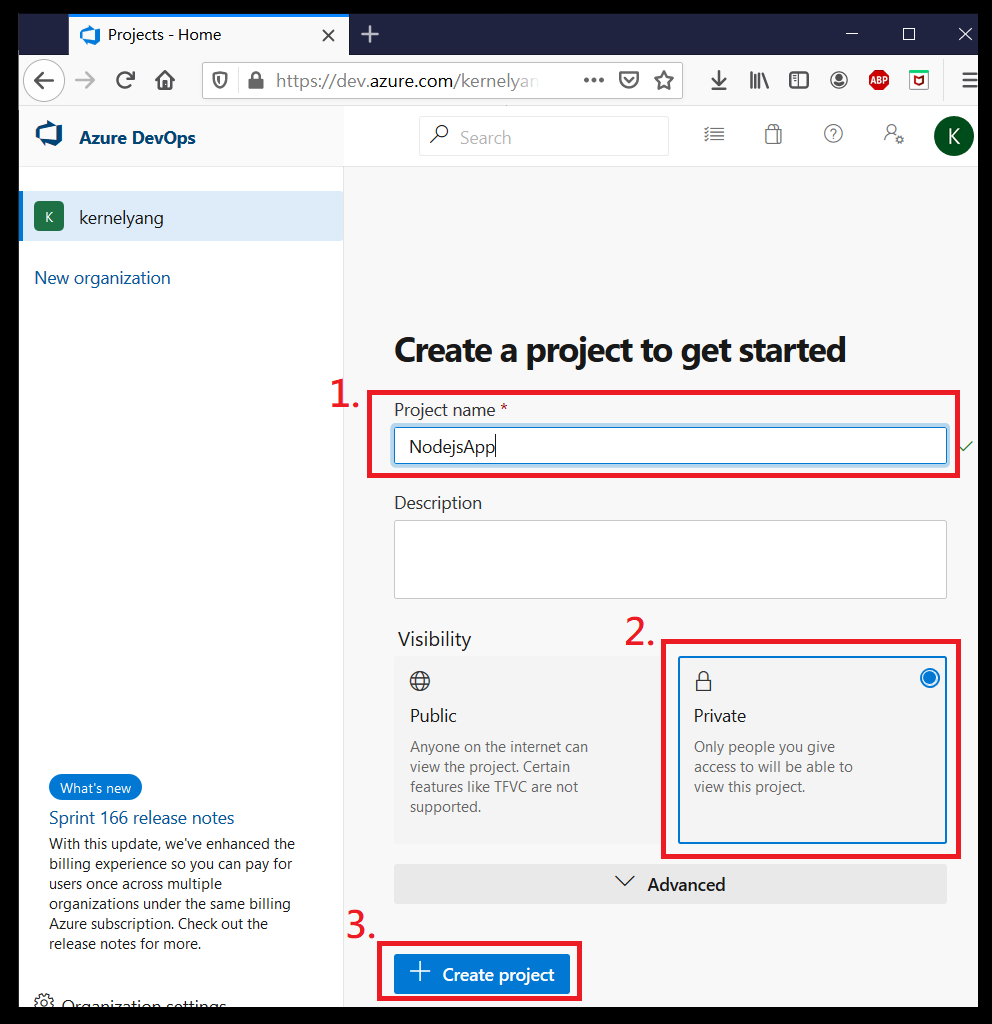 Projects - Home
https://dev.azure.com/kernelyan
ABP
Azure DevOps
Search
K
K
kernelyang
New organization
Create a project to get started
1.
Project name *
NodejsApp
Description
Visibility
2.
Public
Anyone on the internet can
view the project. Certain
features like TFVC are not
supported.
Private
Only people you give
access to will be able to
view this project.
Advanced
3.
Create project
What's new
Sprint 166 release notes
With this update, we've enhanced the
billing experience so you can pay for
users once across multiple
organizations under the same billing
Azure subscription. Check out the
release notes for more.
Organization settings